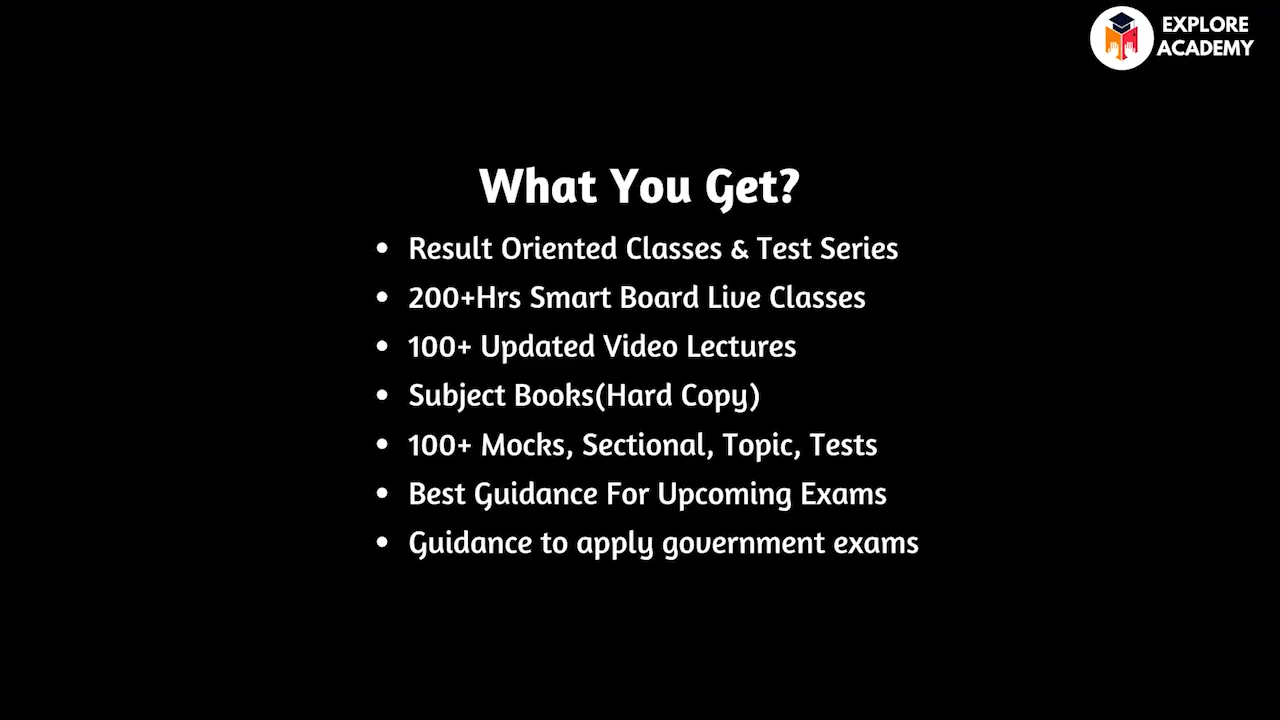 EXPLORE
ACADEMY
What You Get?
• Result Oriented Classes & Test Series
• 200+Hrs Smart Board Live Classes
• 100+ Updated Video Lectures
• Subject Books(Hard Copy)
• 100+ Mocks, Sectional, Topic, Tests
• Best Guidance For Upcoming Exams
• Guidance to apply government exams